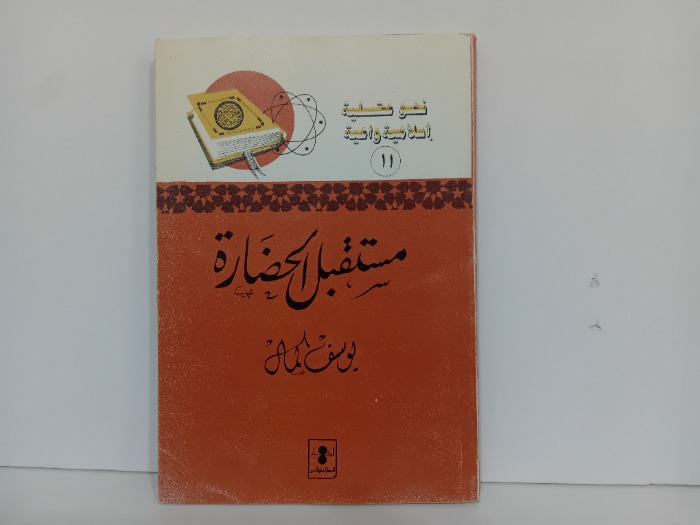 نحو عقلية
إسلامية واعية
١١
مستقبل الحضارة
يوسف كمال